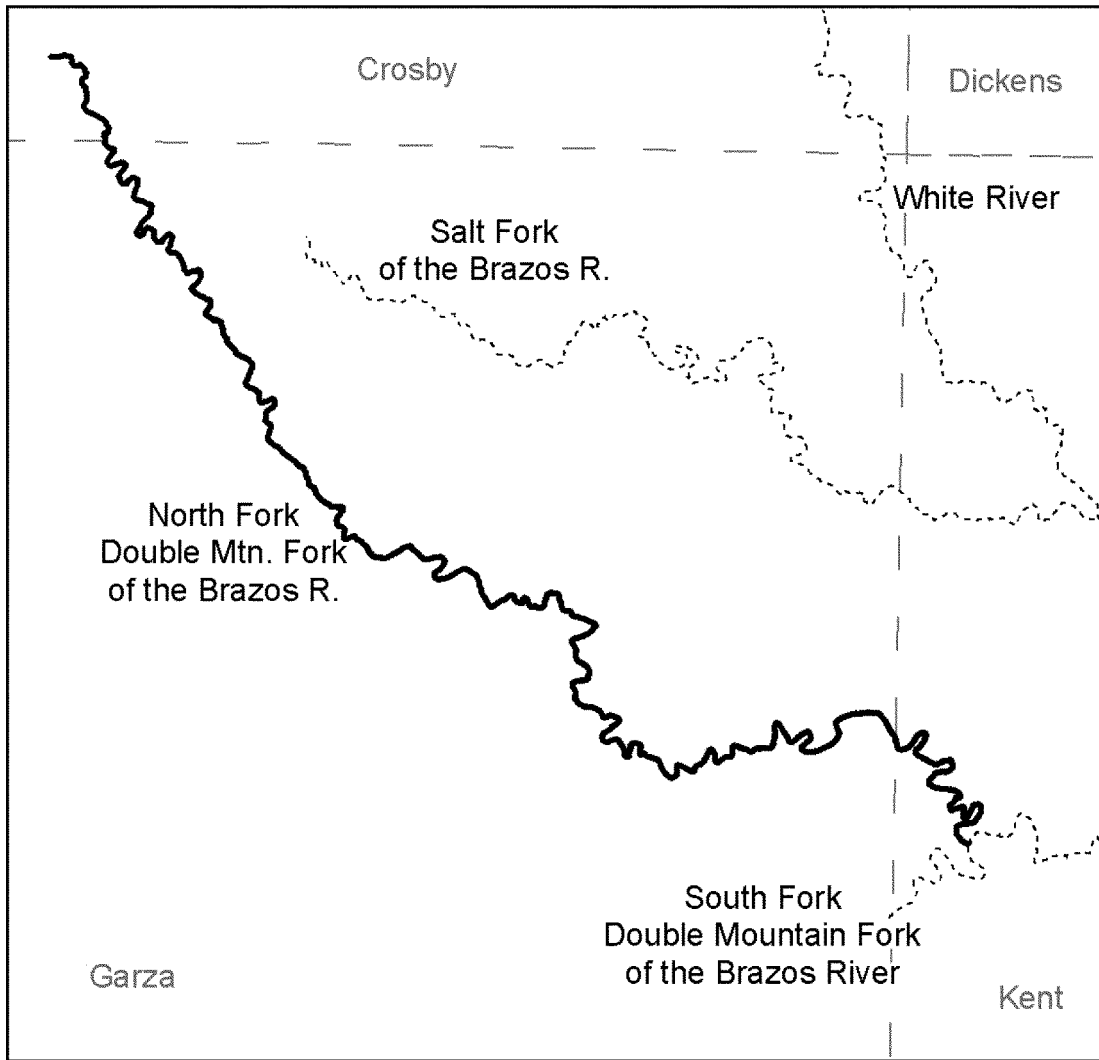 Crosby
Dickens
White River
Salt Fork
of the Brazos R.
North Fork
Double Mtn. Fork
of the Brazos R.
South Fork
Double Mountain Fork
of the Brazos River
Garza
Kent